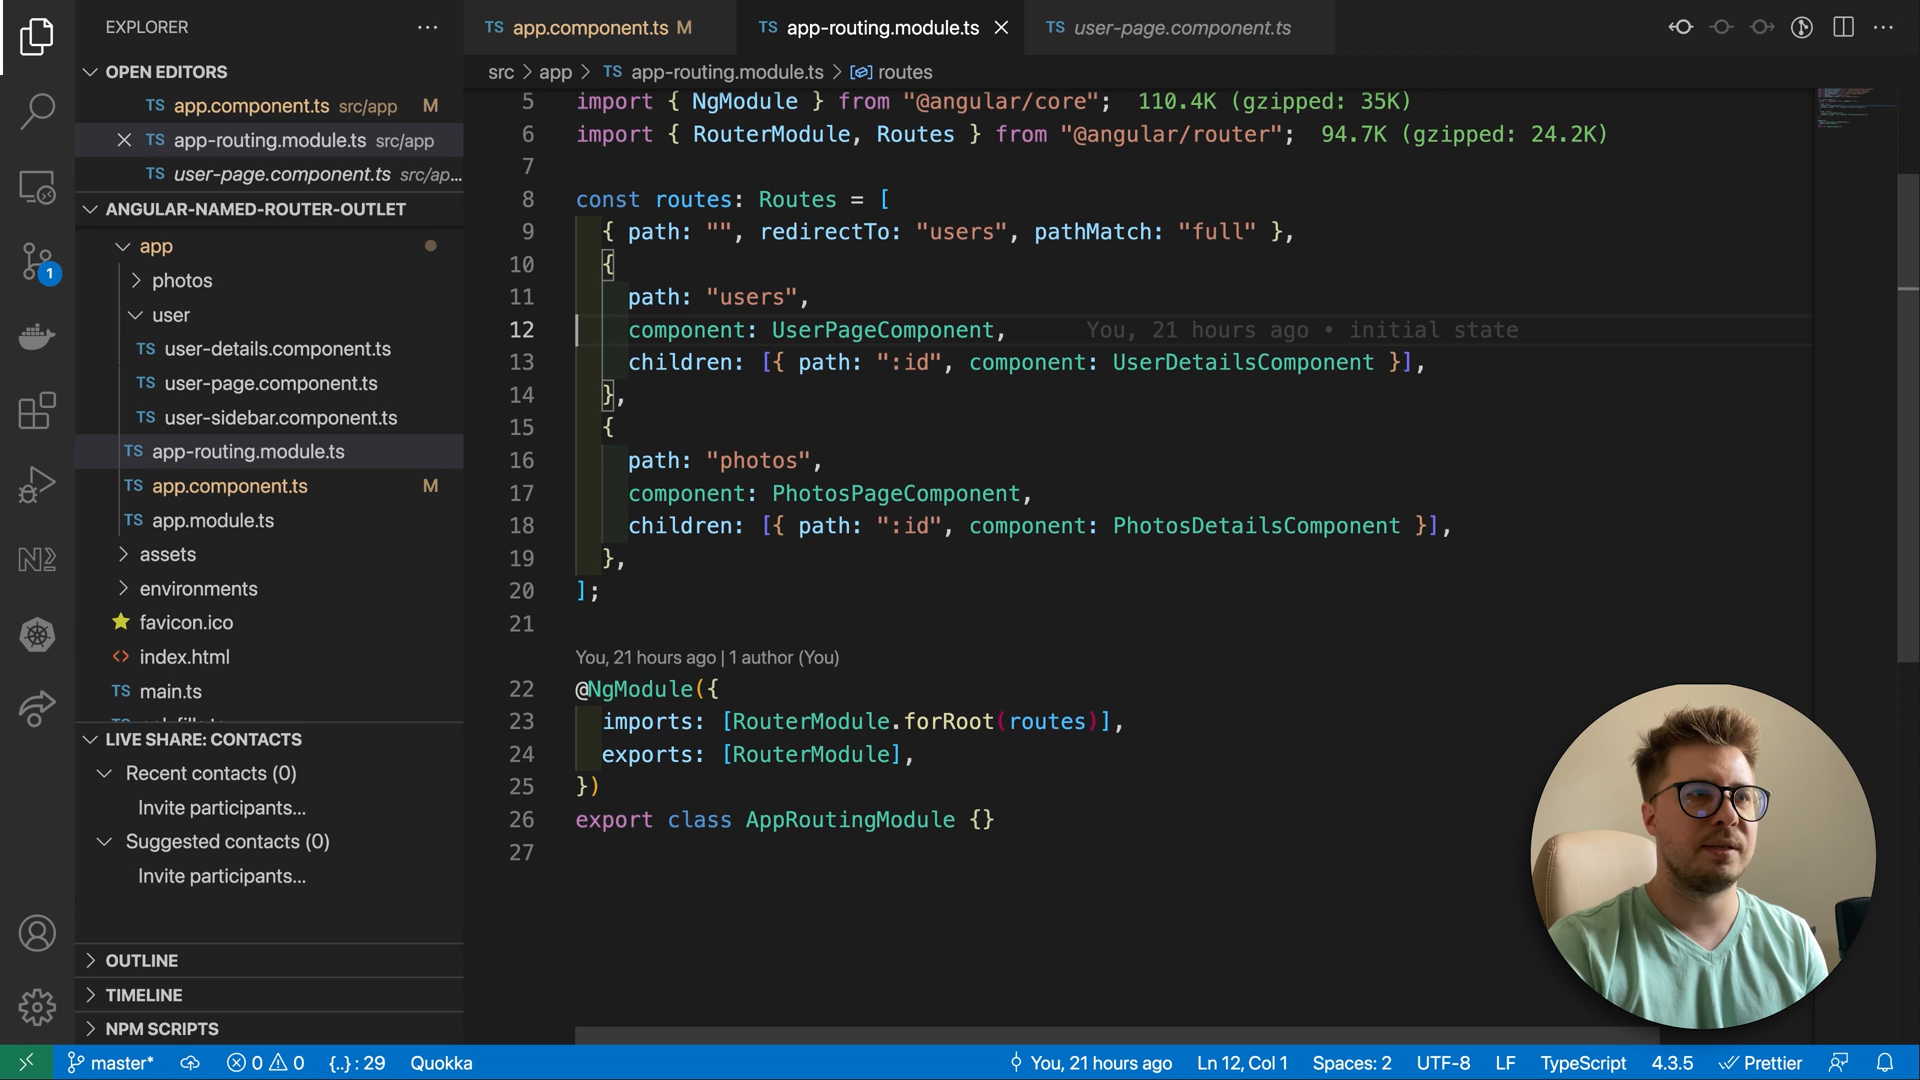 EXPLORER
OPEN EDITORS
TS app.component.ts src/app M
TS app-routing.module.ts src/app
TS user-page.component.ts src/ap...
ANGULAR-NAMED-ROUTER-OUTLET
app
photos
user
TS user-details.component.ts
TS user-page.component.ts
TS user-sidebar.component.ts
TS app-routing.module.ts
TS app.component.ts M
TS app.module.ts
assets
environments
favicon.ico
<> index.html
TS main.ts
LIVE SHARE: CONTACTS
Recent contacts (0)
Invite participants...
Suggested contacts (0)
Invite participants...
OUTLINE
TIMELINE
NPM SCRIPTS
1
TS app.component.ts M
TS app-routing.module.ts
TS user-page.component.ts
src > app > TS app-routing.module.ts > routes
5 import { NgModule } from "@angular/core"; 110.4K (gzipped: 35K)
6 import { RouterModule, Routes } from "@angular/router"; 94.7K (gzipped: 24.2K)
7
8 const routes: Routes = [
9 { path: "", redirectTo: "users", pathMatch: "full" },
10 {
11 path: "users",
12 component: UserPageComponent, You, 21 hours ago • initial state
13 children: [{ path: ":id", component: UserDetailsComponent }],
14 },
15 {
16 path: "photos",
17 component: PhotosPageComponent,
18 children: [{ path: ":id", component: PhotosDetailsComponent }],
19 },
20 ];
21
You, 21 hours ago | 1 author (You)
22 @NgModule({
23 imports: [RouterModule.forRoot(routes)],
24 exports: [RouterModule],
25 })
26 export class AppRoutingModule {}
27
master* 0 0 {..} : 29 Quokka You, 21 hours ago Ln 12, Col 1 Spaces: 2 UTF-8 LF TypeScript 4.3.5 Prettier